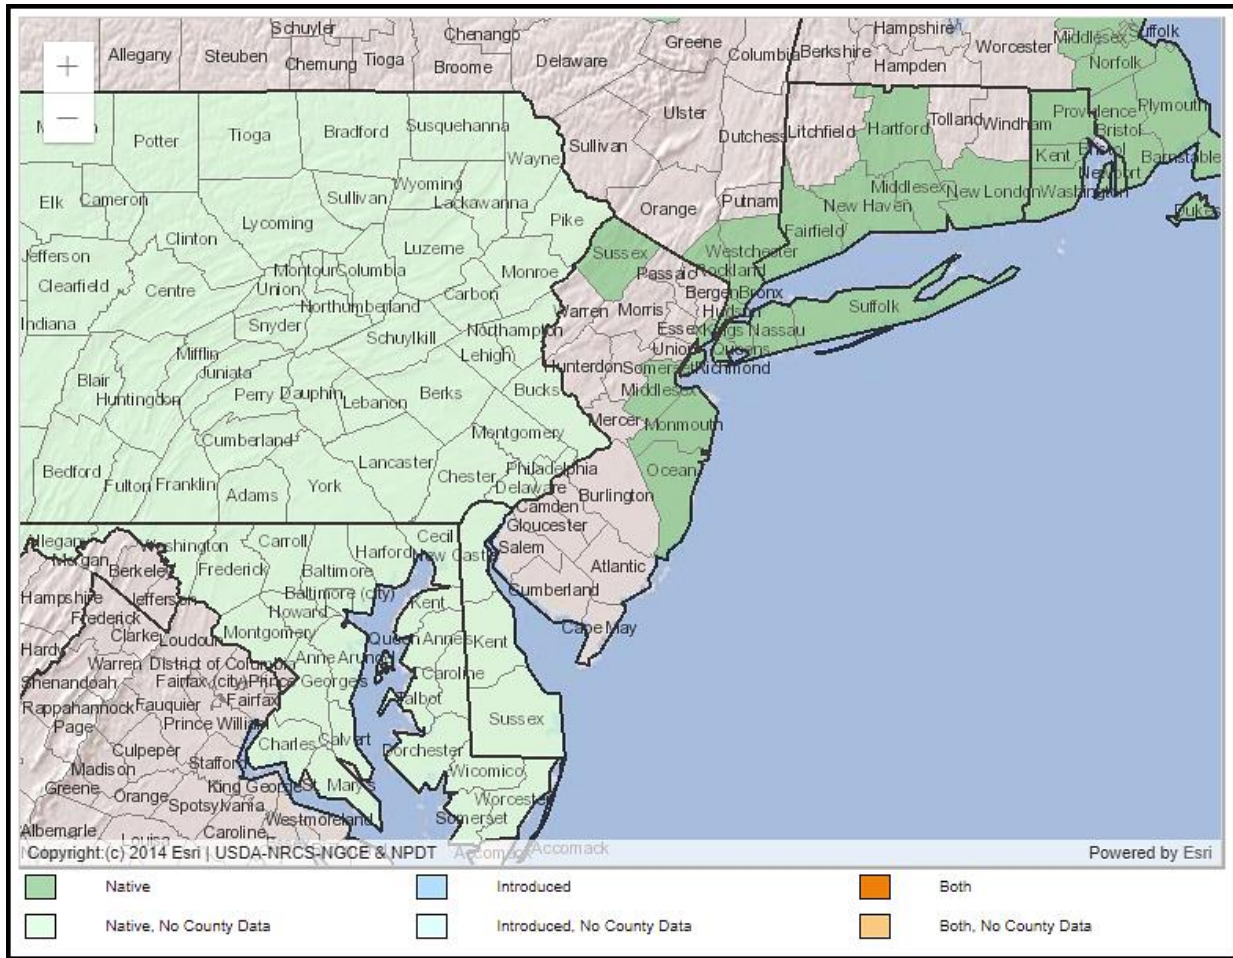 Schuyler
Chenango
Greene
Hampshire
Middlesex
Suffolk
Allegany
Steuben
Chemung
Tioga
Broome
Delaware
Columbia
Berkshire
Worcester
Hampden
Norfolk
+
−
Potter
Tioga
Bradford
Susquehanna
Wayne
Sullivan
Ulster
Dutchess
Litchfield
Hartford
Tolland
Windham
Providence
Plymouth
Bristol
Bristol
Kent
Barnstable
Newport
Elk
Cameron
Lycoming
Sullivan
Wyoming
Lackawanna
Pike
Orange
Putnam
Middlesex
New Haven
New London
Washington
Dukes
Clinton
Luzerne
Sussex
Fairfield
Westchester
Rockland
Passaic
Jefferson
Clearfield
Centre
Montour
Columbia
Union
Northumberland
Carbon
Monroe
Bergen
Bronx
Hudson
Suffolk
Indiana
Snyder
Schuylkill
Northampton
Warren
Morris
Essex
Kings
Nassau
Queens
Union
Mifflin
Juniata
Lehigh
Hunterdon
Somerset
Richmond
Blair
Huntingdon
Perry
Dauphin
Lebanon
Berks
Bucks
Middlesex
Mercer
Monmouth
Cumberland
Montgomery
Bedford
Fulton
Franklin
Adams
York
Lancaster
Chester
Philadelphia
Delaware
Ocean
Burlington
Camden
Gloucester
Salem
Atlantic
Cumberland
Cape May
Allegany
Morgan
Washington
Carroll
Harford
Cecil
New Castle
Berkeley
Frederick
Baltimore
Baltimore (city)
Hampshire
Jefferson
Howard
Kent
Frederick
Clarke
Loudoun
Montgomery
Queen Annes
Kent
Hardy
Warren
District of Columbia
Anne Arundel
Shenandoah
Fairfax (city)
Prince Georges
Caroline
Rappahannock
Fauquier
Fairfax
Talbot
Page
Prince William
Sussex
Culpeper
Stafford
Charles
Calvert
Dorchester
Madison
Wicomico
Greene
Orange
King George
St. Marys
Spotsylvania
Worcester
Westmoreland
Somerset
Albemarle
Louisa
Caroline
Accomack
Accomack
Copyright:(c) 2014 Esri | USDA-NRCS-NGCE & NPDT
Powered by Esri
Native
Introduced
Both
Native, No County Data
Introduced, No County Data
Both, No County Data